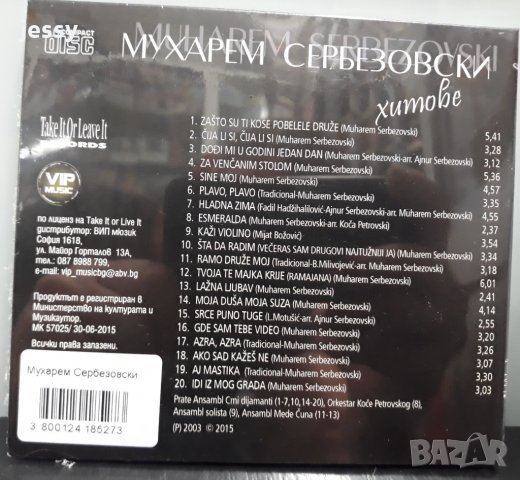 essy
COMPACT
DISC
MUHAREM SERBEZOVSKI
МУХАРЕМ СЕРБЕЗОВСКИ
хитове
Take It Or Leave It
RECORDS
VIP
MUSIC
по лиценз на Take It or Live It
дистрибутор: ВИП мюзик
София 1618,
ул. Майор Горталов 13А,
тел.: 087 8988 799,
e-mail: vip_musicbg@abv.bg
Продуктът е регистриран в
Министерство на културата и
Музикаутор.
МК 57025/ 30-06-2015
Всички права запазени.
1. ZAŠTO SU TI KOSE POBELELE DRUŽE (Muharem Serbezovski) 5,41
2. ČIJA LI SI, ČIJA LI SI (Muharem Serbezovski) 3,28
3. DOĐI MI U GODINI JEDAN DAN (Muharem Serbezovski-arr. Ajnur Serbezovski) 3,12
4. ZA VENČANIM STOLOM (Muharem Serbezovski) 5,36
5. SINE MOJ (Muharem Serbezovski) 4,57
6. PLAVO, PLAVO (Tradicional-Muharem Serbezovski) 3,35
7. HLADNA ZIMA (Fadil Hadžihalilović-Ajnur Serbezovski-arr. Muharem Serbezovski) 4,55
8. ESMERALDA (Muharem Serbezovski-arr. Koča Petrovski) 2,37
9. KAŽI VIOLINO (Mijat Božović) 3,54
10. ŠTA DA RADIM (VEČERAS SAM DRUGOVI NAJTUŽNIJI JA) (Muharem Serbezovski) 3,34
11. RAMO DRUŽE MOJ (Tradicional-B.Milivojević-arr. Muharem Serbezovski) 3,18
12. TVOJA TE MAJKA KRIJE (RAMAJANA) (Muharem Serbezovski) 6,01
13. LAŽNA LJUBAV (Muharem Serbezovski) 2,41
14. MOJA DUŠA MOJA SUZA (Muharem Serbezovski) 4,14
15. SRCE PUNO TUGE (L.Motušić-arr. Ajnur Serbezovski) 2,55
16. GDE SAM TEBE VIDEO (Muharem Serbezovski) 3,20
17. AZRA, AZRA (Tradicional-Muharem Serbezovski) 3,26
18. AKO SAD KAŽEŠ NE (Muharem Serbezovski) 3,07
19. AJ MASTIKA (Tradicional-Muharem Serbezovski) 3,30
20. IDI IZ MOG GRADA (Muharem Serbezovski) 3,03
Prate Ansambl Crni dijamanti (1-7,10,14-20), Orkestar Koče Petrovskog (8),
Ansambl solista (9), Ansambl Mede Čuna (11-13)
(P) 2003 © 2015
Мухарем Сербезовски
3 800124 185273
BAZAR
bg